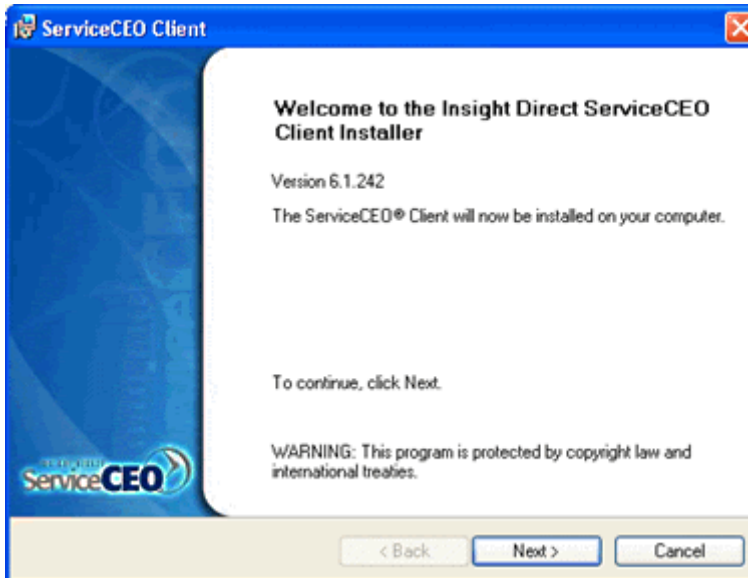 ServiceCEO Client
Welcome to the Insight Direct ServiceCEO
Client Installer
Version 6.1.242
The ServiceCEO® Client will now be installed on your computer.
To continue, click Next.
WARNING: This program is protected by copyright law and
international treaties.
ServiceCEO
< Back
Next >
Cancel